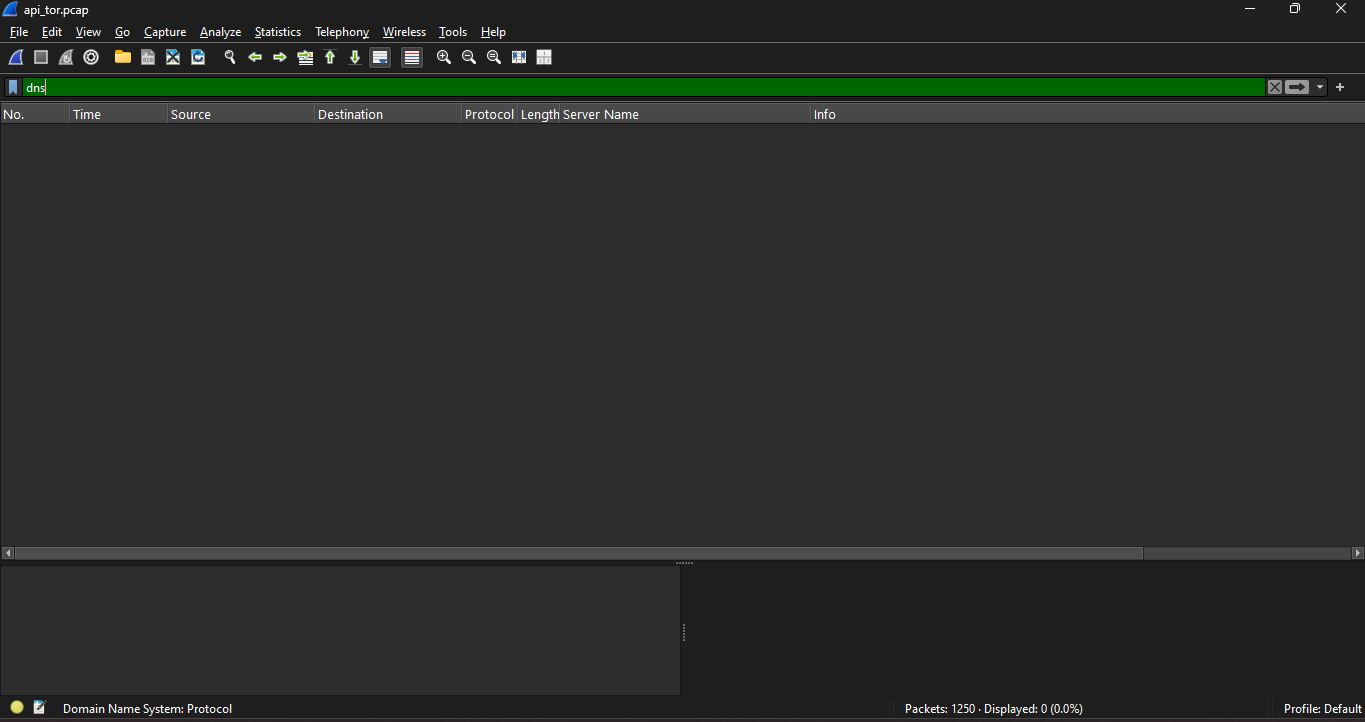 api_tor.pcap
File Edit View Go Capture Analyze Statistics Telephony Wireless Tools Help
dns
No. Time Source Destination Protocol Length Server Name Info
Domain Name System: Protocol Packets: 1250 · Displayed: 0 (0.0%) Profile: Default